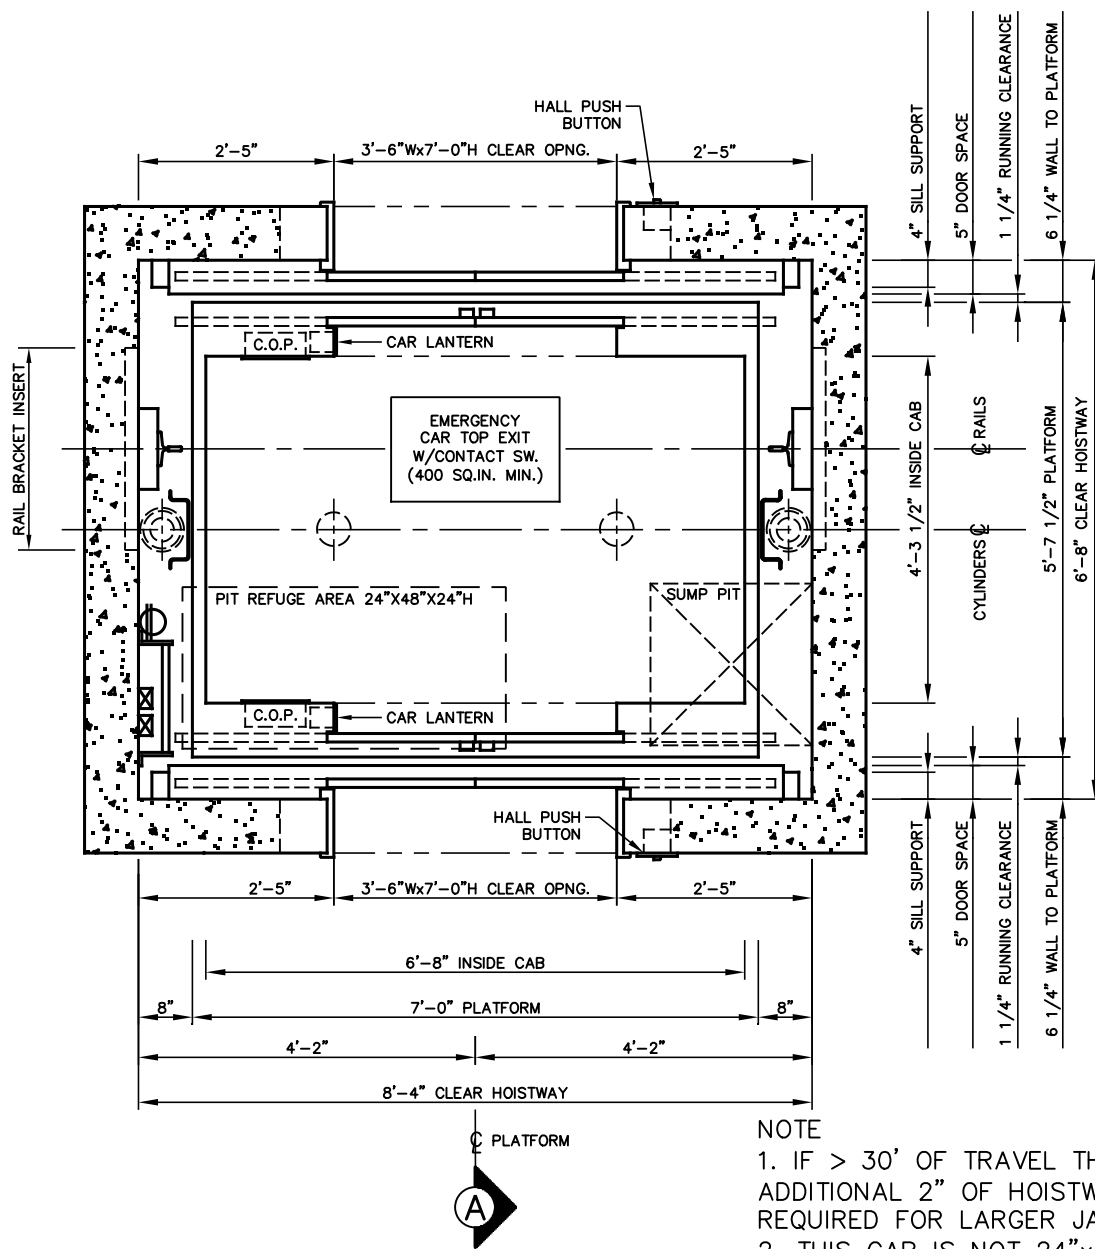 HALL PUSH
BUTTON
2'-5"
3'-6"Wx7'-0"H CLEAR OPNG.
2'-5"
4" SILL SUPPORT
5" DOOR SPACE
1 1/4" RUNNING CLEARANCE
6 1/4" WALL TO PLATFORM
C.O.P.
CAR LANTERN
RAIL BRACKET INSERT
EMERGENCY
CAR TOP EXIT
W/CONTACT SW.
(400 SQ.IN. MIN.)
4'-3 1/2" INSIDE CAB
℄ RAILS
CYLINDERS ℄
5'-7 1/2" PLATFORM
6'-8" CLEAR HOISTWAY
PIT REFUGE AREA 24"X48"X24"H
SUMP PIT
C.O.P.
CAR LANTERN
HALL PUSH
BUTTON
2'-5"
3'-6"Wx7'-0"H CLEAR OPNG.
2'-5"
4" SILL SUPPORT
5" DOOR SPACE
1 1/4" RUNNING CLEARANCE
6 1/4" WALL TO PLATFORM
6'-8" INSIDE CAB
8"
7'-0" PLATFORM
8"
4'-2"
4'-2"
8'-4" CLEAR HOISTWAY
℄ PLATFORM
A
NOTE
1. IF > 30' OF TRAVEL TH
ADDITIONAL 2" OF HOISTW
REQUIRED FOR LARGER JA
2. THIS CAR IS NOT 24"x